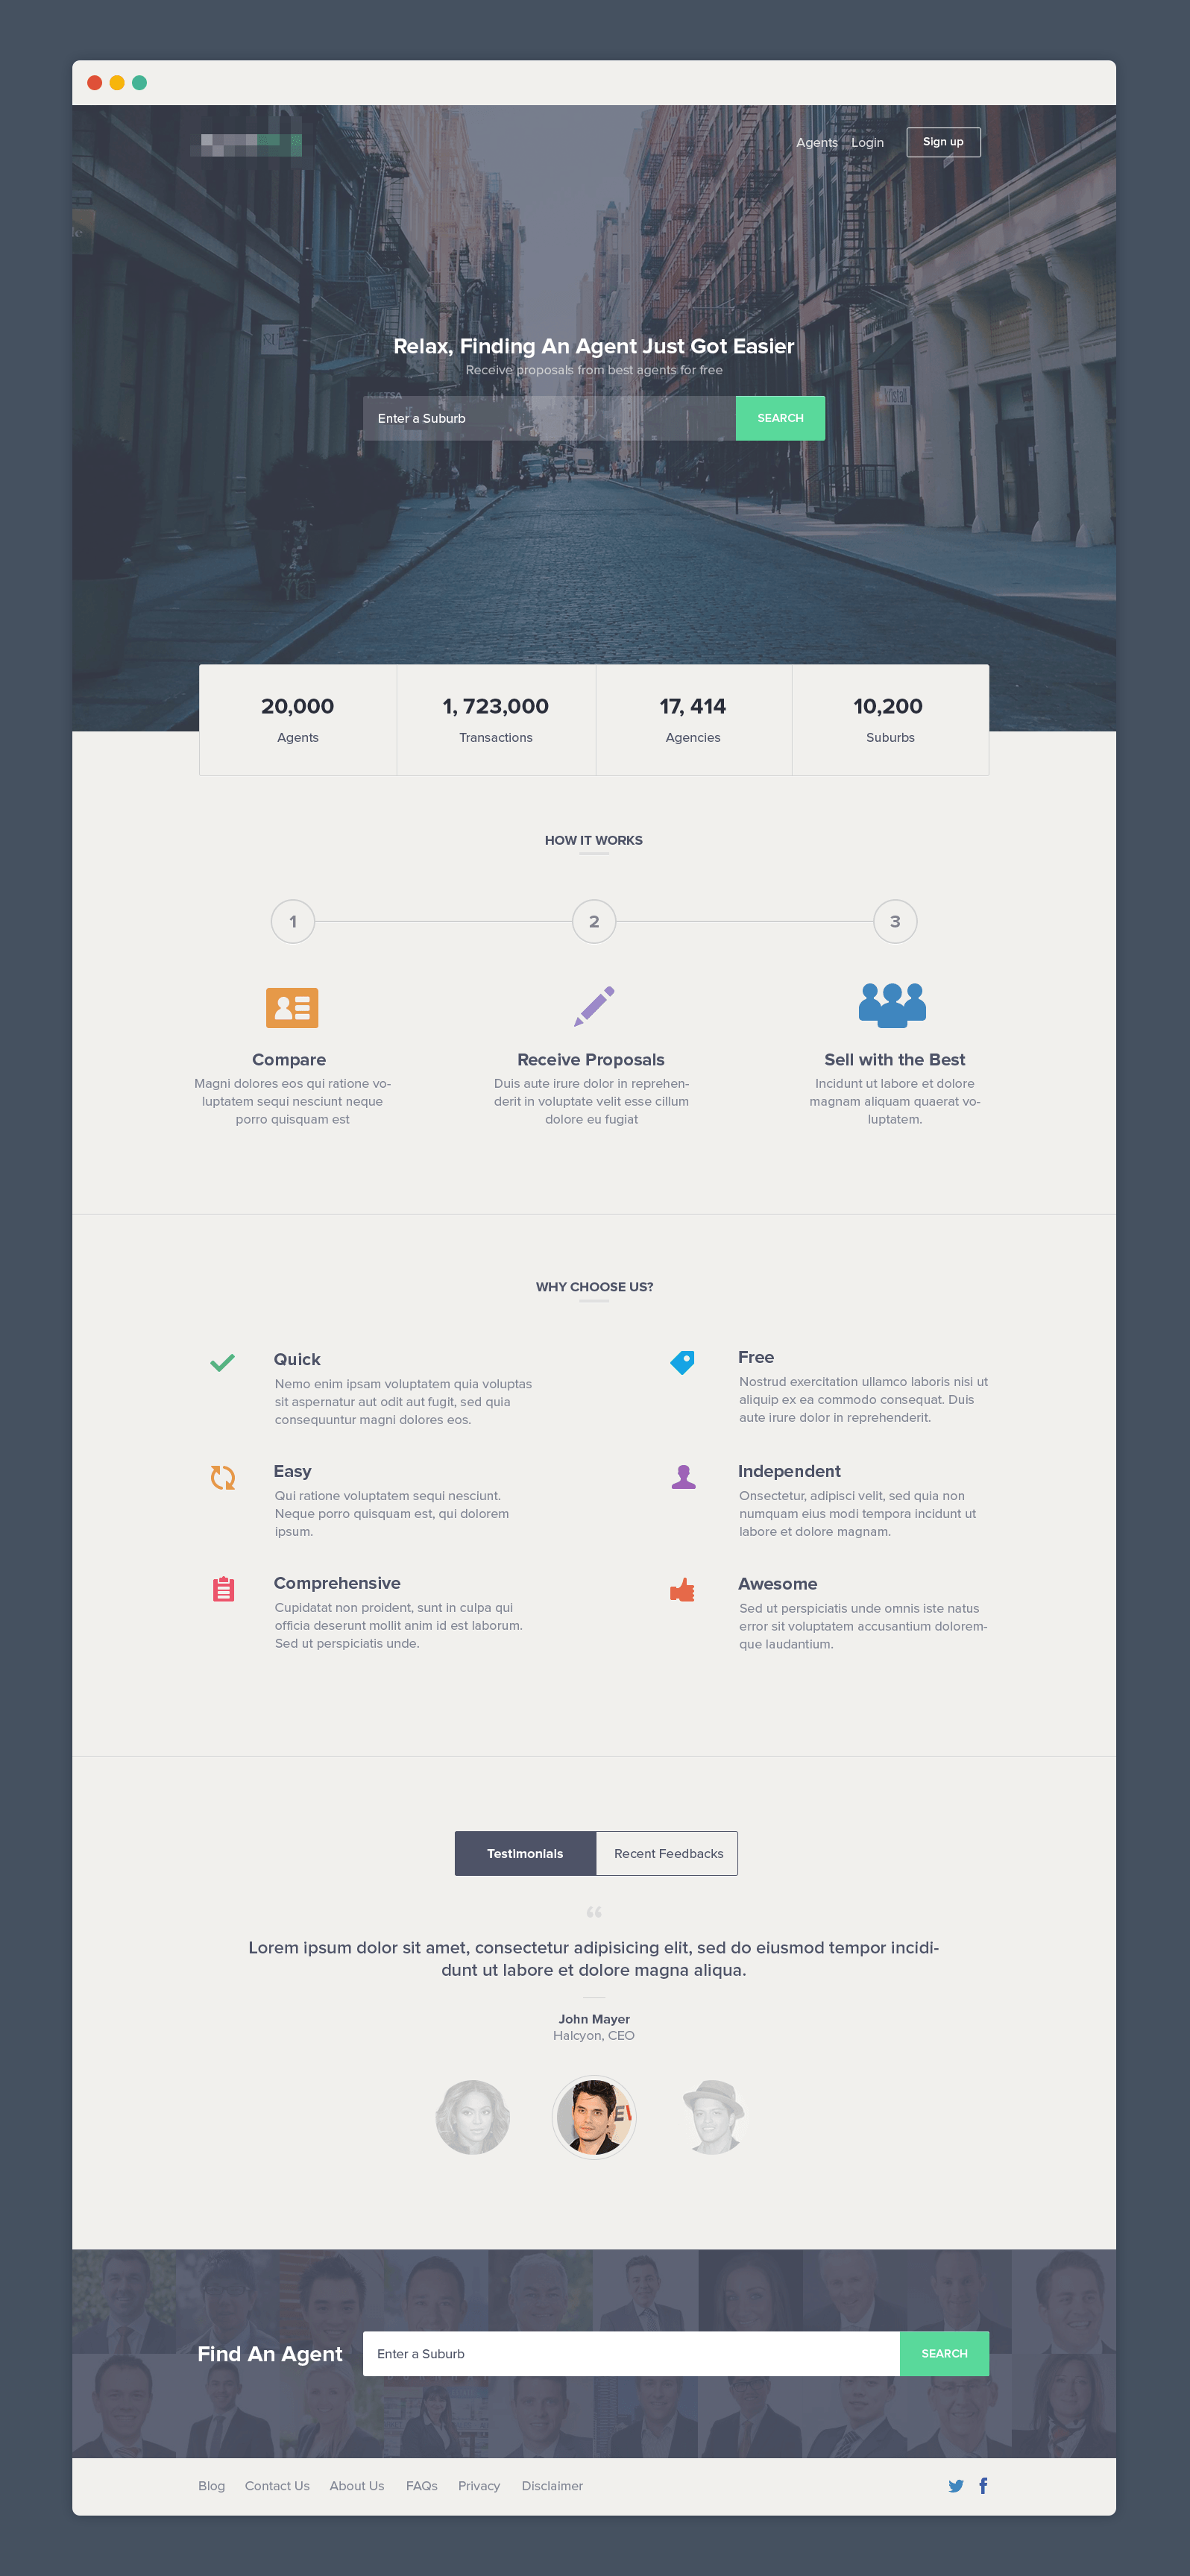 Agents Login Sign up
Relax, Finding An Agent Just Got Easier
Receive proposals from best agents for free
Enter a Suburb SEARCH
20,000 1, 723,000 17, 414 10,200
Agents Transactions Agencies Suburbs
HOW IT WORKS
1 2 3
Compare
Magni dolores eos qui ratione vo-
luptatem sequi nesciunt neque
porro quisquam est
Receive Proposals
Duis aute irure dolor in reprehen-
derit in voluptate velit esse cillum
dolore eu fugiat
Sell with the Best
Incidunt ut labore et dolore
magnam aliquam quaerat vo-
luptatem.
WHY CHOOSE US?
Quick
Nemo enim ipsam voluptatem quia voluptas
sit aspernatur aut odit aut fugit, sed quia
consequuntur magni dolores eos.
Free
Nostrud exercitation ullamco laboris nisi ut
aliquip ex ea commodo consequat. Duis
aute irure dolor in reprehenderit.
Easy
Qui ratione voluptatem sequi nesciunt.
Neque porro quisquam est, qui dolorem
ipsum.
Independent
Onsectetur, adipisci velit, sed quia non
numquam eius modi tempora incidunt ut
labore et dolore magnam.
Comprehensive
Cupidatat non proident, sunt in culpa qui
officia deserunt mollit anim id est laborum.
Sed ut perspiciatis unde.
Awesome
Sed ut perspiciatis unde omnis iste natus
error sit voluptatem accusantium dolorem-
que laudantium.
Testimonials Recent Feedbacks
“
Lorem ipsum dolor sit amet, consectetur adipisicing elit, sed do eiusmod tempor incidi-
dunt ut labore et dolore magna aliqua.
John Mayer
Halcyon, CEO
Find An Agent Enter a Suburb SEARCH
Blog Contact Us About Us FAQs Privacy Disclaimer